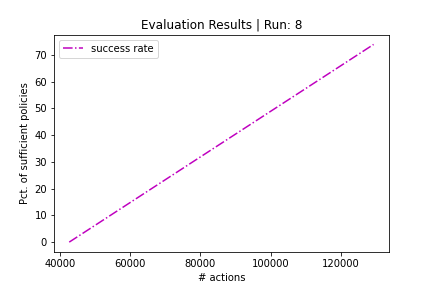 Evaluation Results | Run: 8
success rate
Pct. of sufficient policies
70
60
50
40
30
20
10
0
40000 60000 80000 100000 120000
# actions